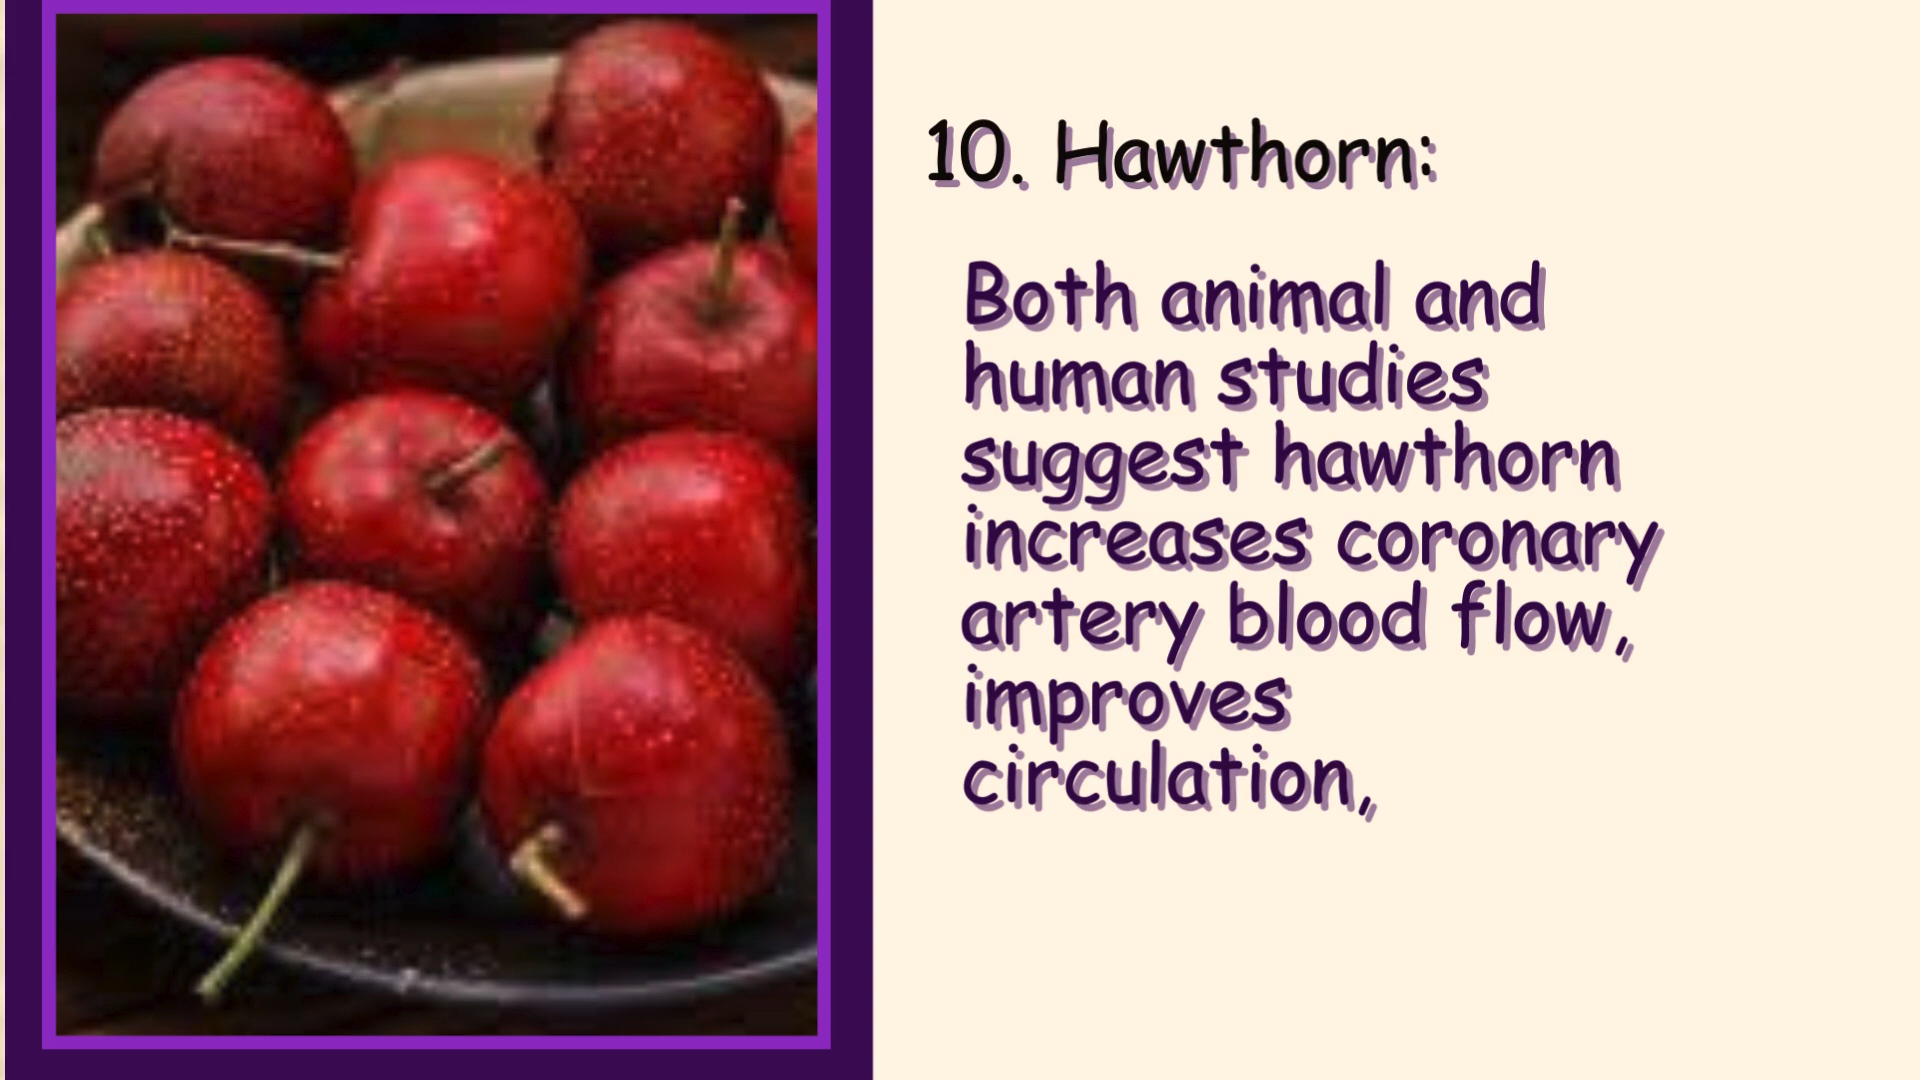 10. Hawthorn:
Both animal and
human studies
suggest hawthorn
increases coronary
artery blood flow,
improves
circulation,